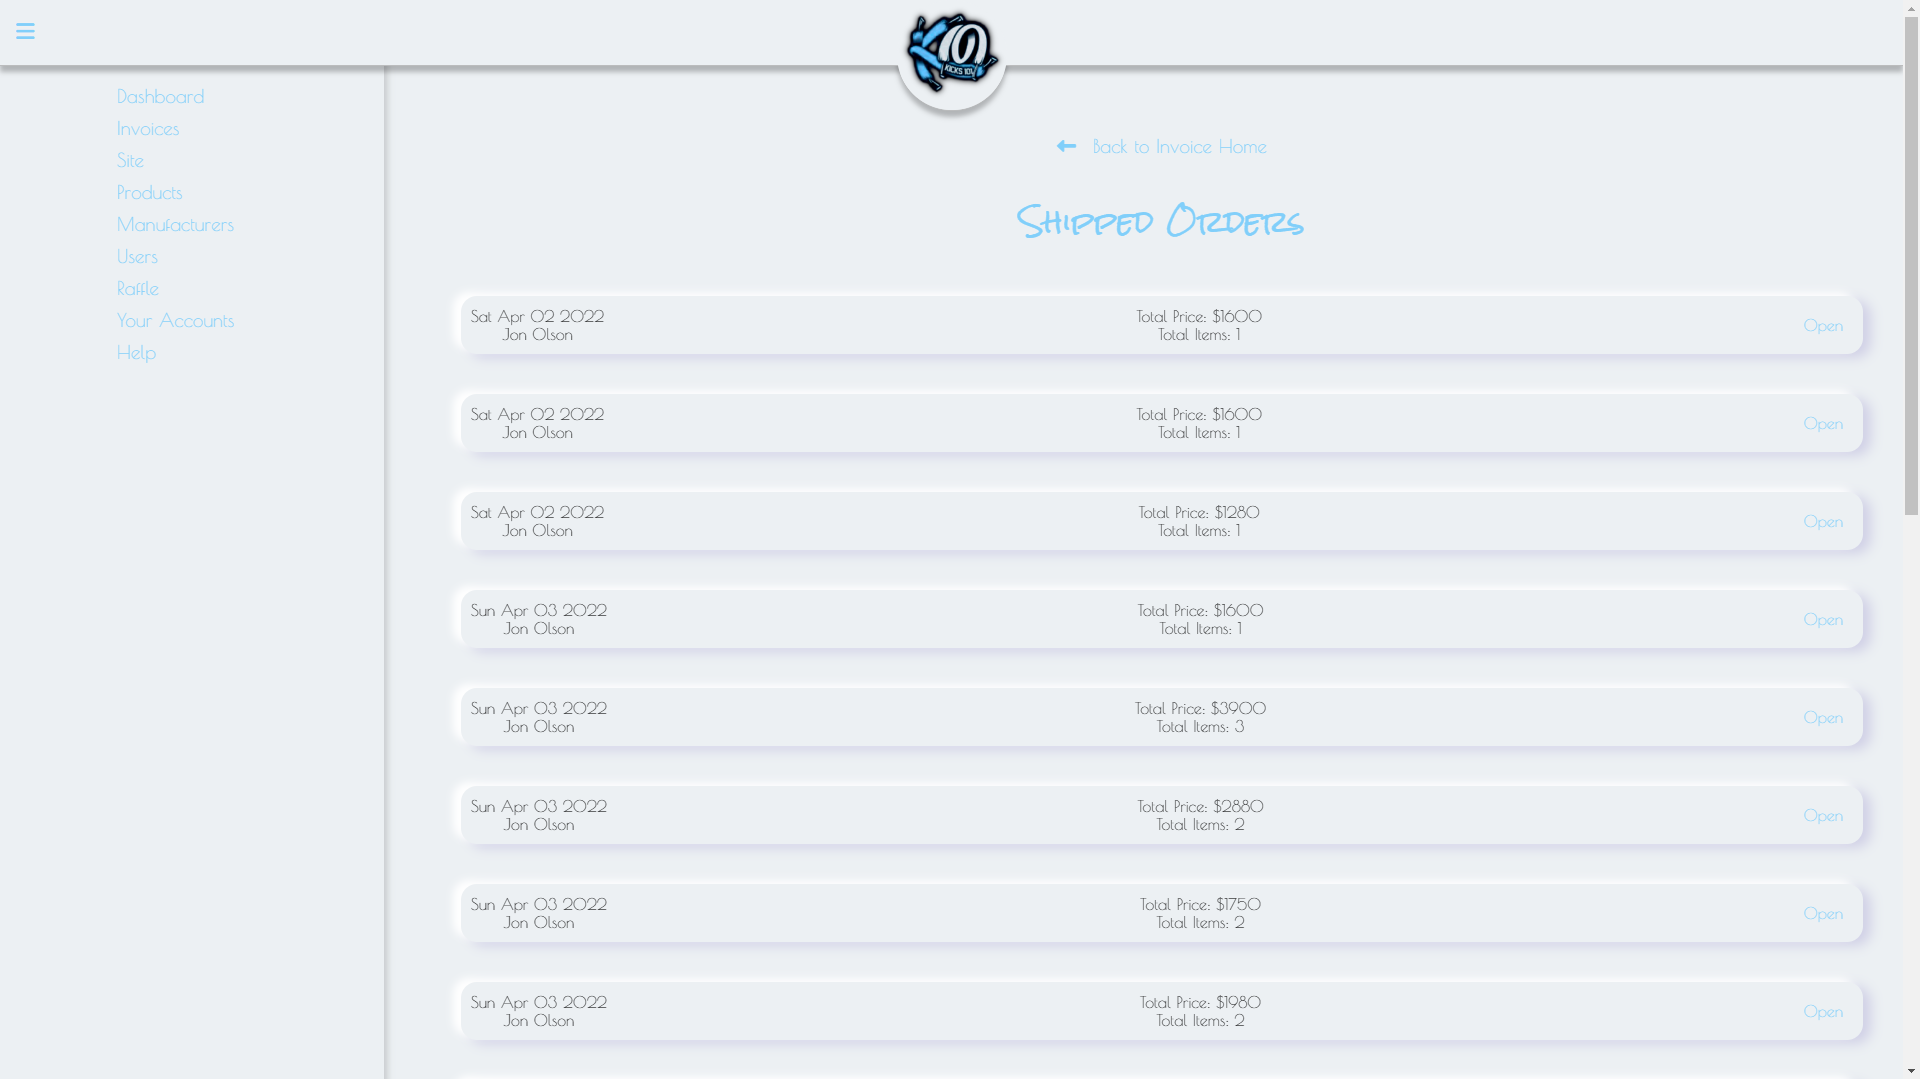 KO
KICKS 101
Dashboard
Invoices
Site
Products
Manufacturers
Users
Raffle
Your Accounts
Help
Back to Invoice Home
Shipped Orders
Sat Apr 02 2022
Jon Olson
Total Price: $1600
Total Items: 1
Open
Sat Apr 02 2022
Jon Olson
Total Price: $1600
Total Items: 1
Open
Sat Apr 02 2022
Jon Olson
Total Price: $1280
Total Items: 1
Open
Sun Apr 03 2022
Jon Olson
Total Price: $1600
Total Items: 1
Open
Sun Apr 03 2022
Jon Olson
Total Price: $3900
Total Items: 3
Open
Sun Apr 03 2022
Jon Olson
Total Price: $2880
Total Items: 2
Open
Sun Apr 03 2022
Jon Olson
Total Price: $1750
Total Items: 2
Open
Sun Apr 03 2022
Jon Olson
Total Price: $1980
Total Items: 2
Open